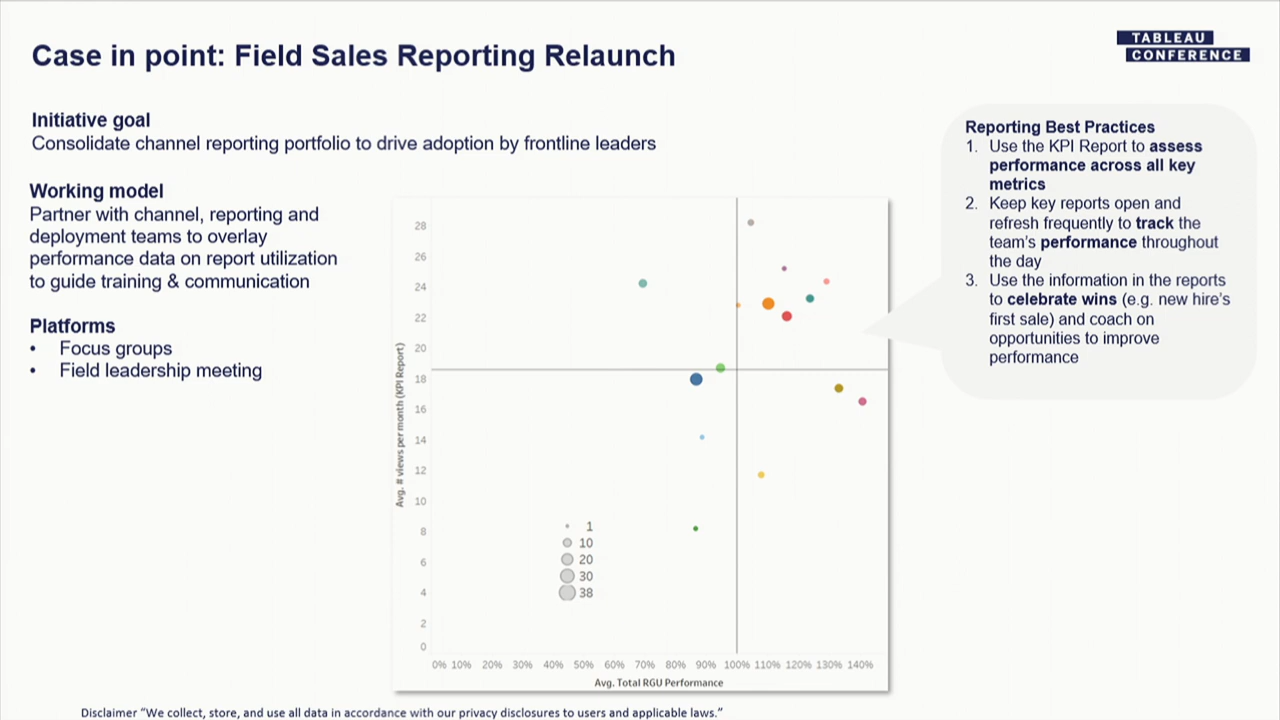 Case in point: Field Sales Reporting Relaunch
TABLEAU
CONFERENCE
Initiative goal
Consolidate channel reporting portfolio to drive adoption by frontline leaders
Working model
Partner with channel, reporting and
deployment teams to overlay
performance data on report utilization
to guide training & communication
Platforms
• Focus groups
• Field leadership meeting
Avg. # views per month (KPI Report)
28
26
24
22
20
18
16
14
12
10
8
6
4
2
0
1
10
20
30
38
0% 10% 20% 30% 40% 50% 60% 70% 80% 90% 100% 110% 120% 130% 140%
Avg. Total RGU Performance
Reporting Best Practices
1. Use the KPI Report to assess
performance across all key
metrics
2. Keep key reports open and
refresh frequently to track the
team's performance throughout
the day
3. Use the information in the reports
to celebrate wins (e.g. new hire's
first sale) and coach on
opportunities to improve
performance
Disclaimer "We collect, store, and use all data in accordance with our privacy disclosures to users and applicable laws."